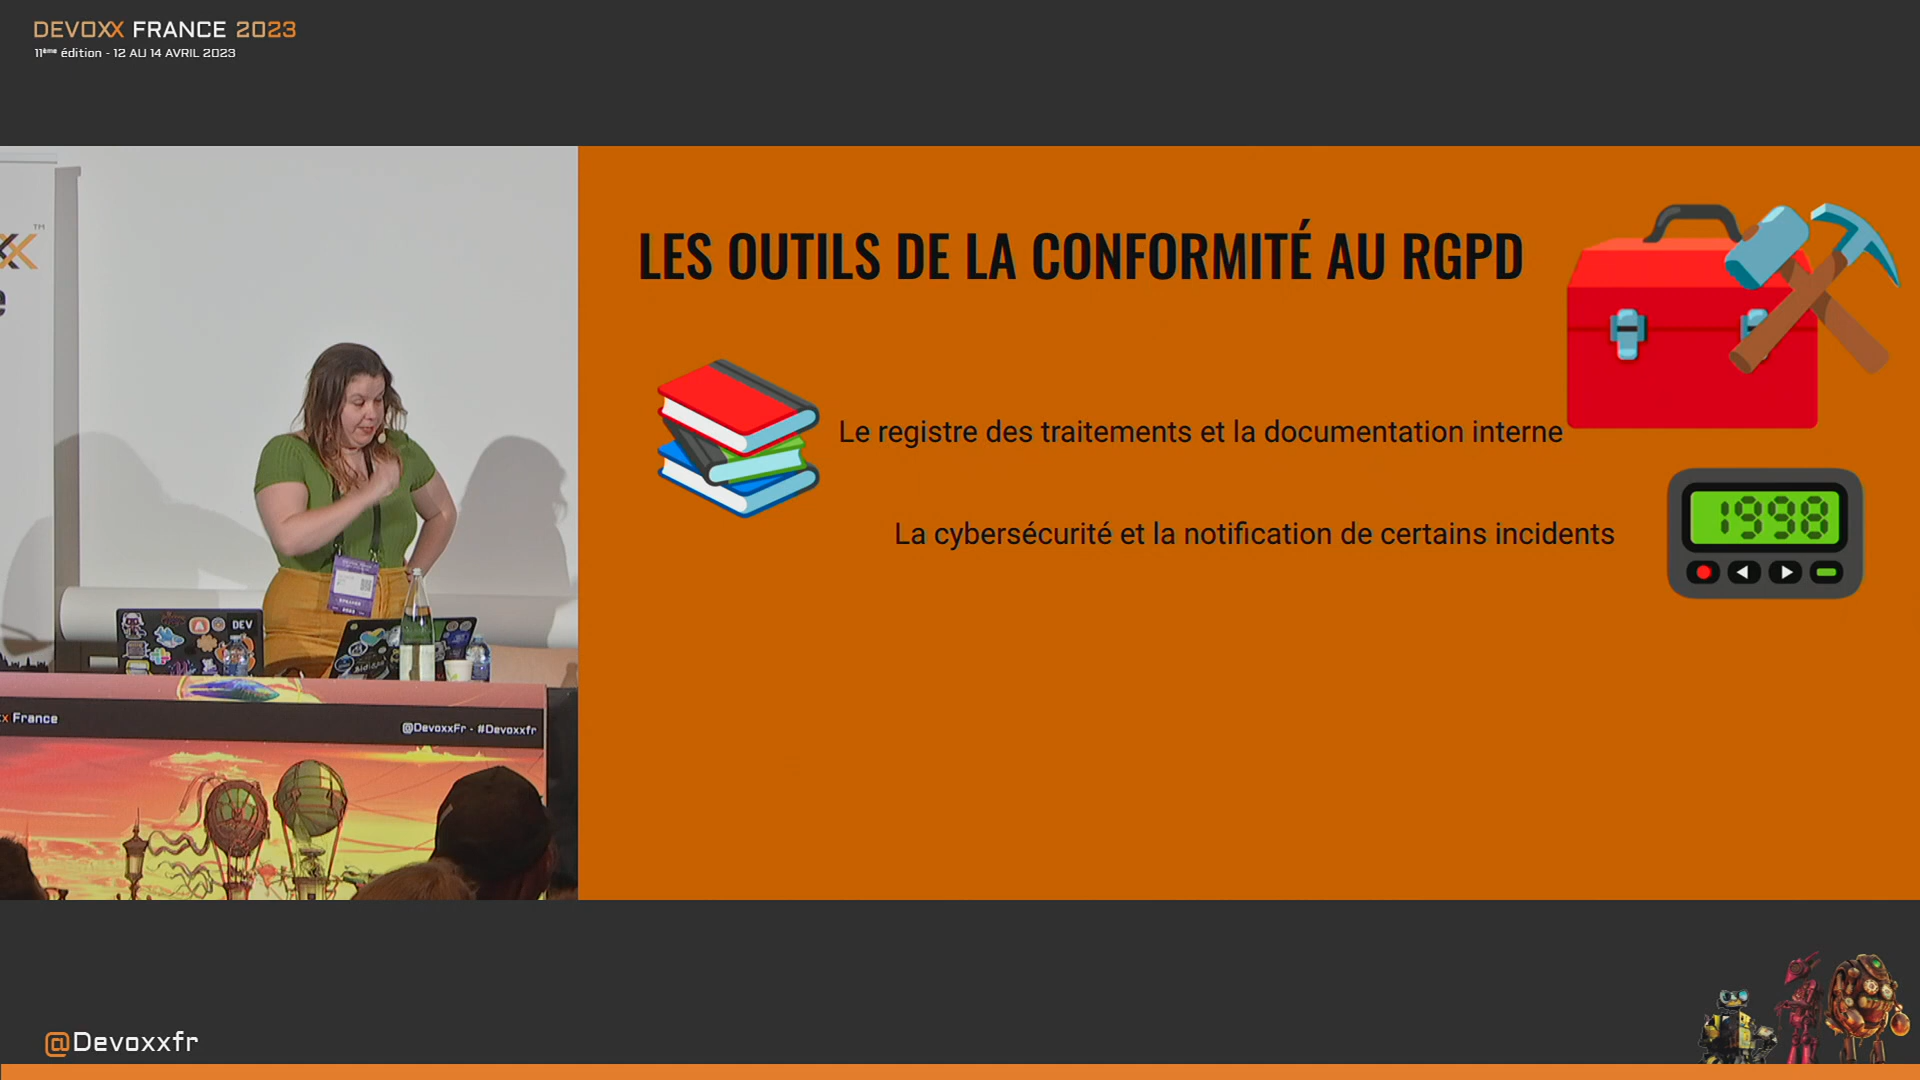 DEVOXX FRANCE 2023
11ème édition - 12 AU 14 AVRIL 2023
LES OUTILS DE LA CONFORMITÉ AU RGPD
Le registre des traitements et la documentation interne
1998
La cybersécurité et la notification de certains incidents
TM
DEV
x France
@DevoxxFr - #Devoxxfr
@Devoxxfr